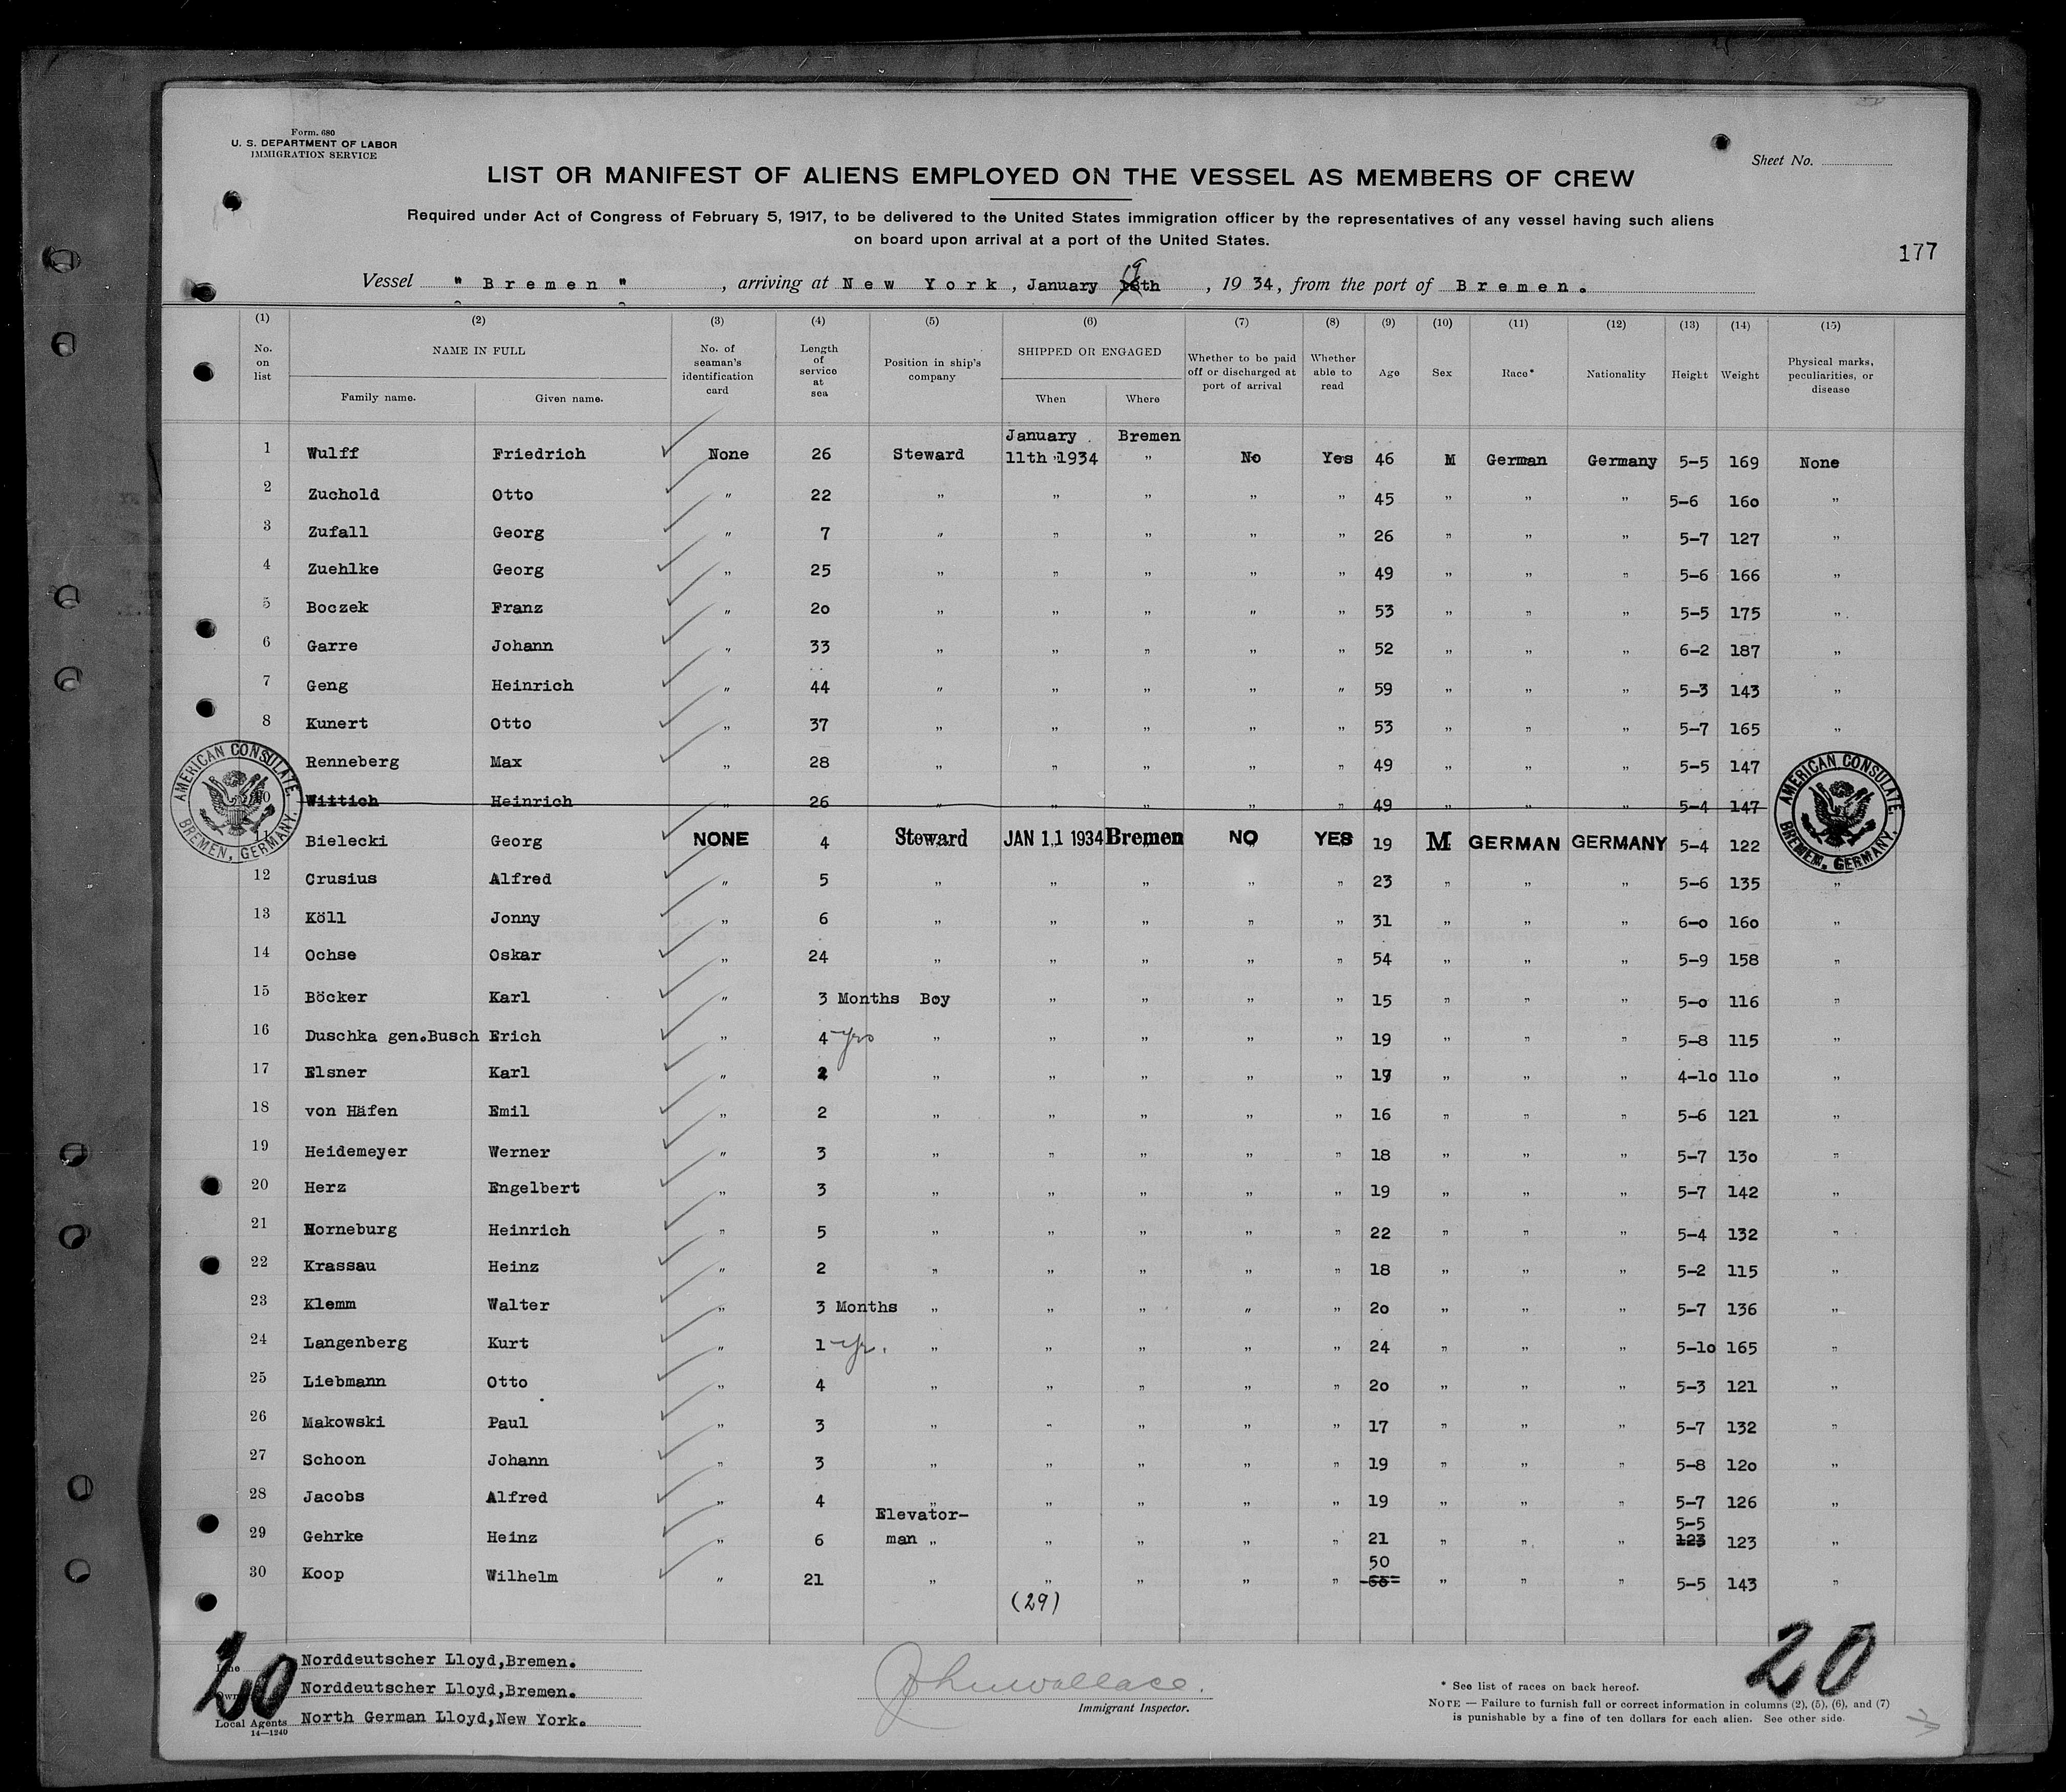 Form. 680
U. S. DEPARTMENT OF LABOR
IMMIGRATION SERVICE
Sheet No.
LIST OR MANIFEST OF ALIENS EMPLOYED ON THE VESSEL AS MEMBERS OF CREW
Required under Act of Congress of February 5, 1917, to be delivered to the United States immigration officer by the representatives of any vessel having such aliens
on board upon arrival at a port of the United States.
177
Vessel " Bremen " , arriving at New York, January 19 18th , 19 34, from the port of Bremen.
(1) (2) (3) (4) (5) (6) (7) (8) (9) (10) (11) (12) (13) (14) (15)
No. on list NAME IN FULL Family name. Given name. No. of seaman's identification card Length of service at sea Position in ship's company SHIPPED OR ENGAGED When Where Whether to be paid off or discharged at port of arrival Whether able to read Age Sex Race* Nationality Height Weight Physical marks, peculiarities, or disease
January Bremen
1 Wulff Friedrich None 26 Steward 11th 1934 " No Yes 46 M German Germany 5-5 169 None
2 Zuchold Otto " 22 " " " " " 45 " " " 5-6 160 "
3 Zufall Georg " 7 " " " " " 26 " " " 5-7 127 "
4 Zuehlke Georg " 25 " " " " " 49 " " " 5-6 166 "
5 Boczek Franz " 20 " " " " " 53 " " " 5-5 175 "
6 Garre Johann " 33 " " " " " 52 " " " 6-2 187 "
7 Geng Heinrich " 44 " " " " " 59 " " " 5-3 143 "
8 Kunert Otto " 37 " " " " " 53 " " " 5-7 165 "
Renneberg Max " 28 " " " " " 49 " " " 5-5 147
10 Wittich Heinrich " 26 " " " " " 49 " " " 5-4 147
11 Bielecki Georg NONE 4 Steward JAN 11 1934 Bremen NO YES 19 M GERMAN GERMANY 5-4 122
AMERICAN CONSULATE. BREMEN, GERMANY.
AMERICAN CONSULATE. BREMEN, GERMANY.
12 Crusius Alfred " 5 " " " " " 23 " " " 5-6 135 "
13 Köll Jonny " 6 " " " " " 31 " " " 6-0 160 "
14 Ochse Oskar " 24 " " " " " 54 " " " 5-9 158 "
15 Böcker Karl " 3 Months Boy " " " " 15 " " " 5-0 116 "
16 Duschka gen.Busch Erich " 4 yrs " " " " " 19 " " " 5-8 115 "
17 Elsner Karl " 2 " " " " " 17 " " " 4-10 110 "
18 von Häfen Emil " 2 " " " " " 16 " " " 5-6 121 "
19 Heidemeyer Werner " 3 " " " " " 18 " " " 5-7 130 "
20 Herz Engelbert " 3 " " " " " 19 " " " 5-7 142 "
21 Horneburg Heinrich " 5 " " " " " 22 " " " 5-4 132 "
22 Krassau Heinz " 2 " " " " " 18 " " " 5-2 115 "
23 Klemm Walter " 3 Months " " " " " 20 " " " 5-7 136 "
24 Langenberg Kurt " 1 yr. " " " " " 24 " " " 5-10 165 "
25 Liebmann Otto " 4 " " " " " 20 " " " 5-3 121 "
26 Makowski Paul " 3 " " " " " 17 " " " 5-7 132 "
27 Schoon Johann " 3 " " " " " 19 " " " 5-8 120 "
28 Jacobs Alfred " 4 " " " " " 19 " " " 5-7 126 "
Elevator- 5-5
29 Gehrke Heinz " 6 man " " " " " 21 " " " 123 123 "
50
30 Koop Wilhelm " 21 " " " " " " " " 5-5 143 "
(29)
20 20
Norddeutscher Lloyd,Bremen.
Norddeutscher Lloyd,Bremen.
Local Agents North German Lloyd,New York.
14—1240
John Wallace.
Immigrant Inspector.
* See list of races on back hereof.
NOTE — Failure to furnish full or correct information in columns (2), (5), (6), and (7)
is punishable by a fine of ten dollars for each alien. See other side.